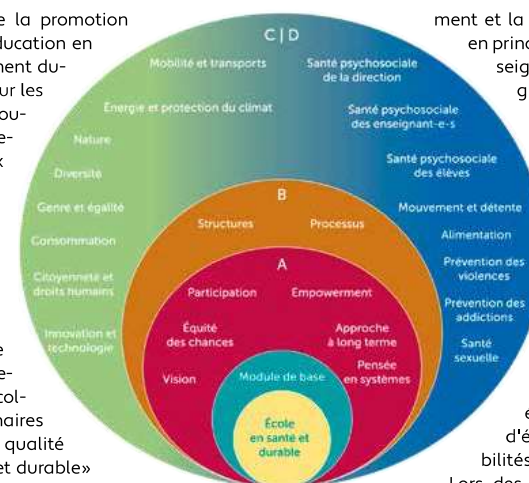 e la promotion
ducation en
ment du-
ur les
ou-
e-
x
e
e-
col-
naires
qualité
et durable»
C | D
Mobilité et transports
Énergie et protection du climat
Nature
Diversité
Genre et égalité
Consommation
Citoyenneté et
droits humains
Innovation et
technologie
Santé psychosociale
de la direction
Santé psychosociale
des enseignant-e-s
Santé psychosociale
des élèves
Mouvement et détente
Alimentation
Prévention des
violences
Prévention des
addictions
Santé
sexuelle
B
Structures
Processus
A
Participation
Empowerment
Équité
des chances
Approche
à long terme
Vision
Pensée
en systèmes
Module de base
École
en santé et
durable
ment et la
en princ
seig
g
e
d'é
bilités
Lors des